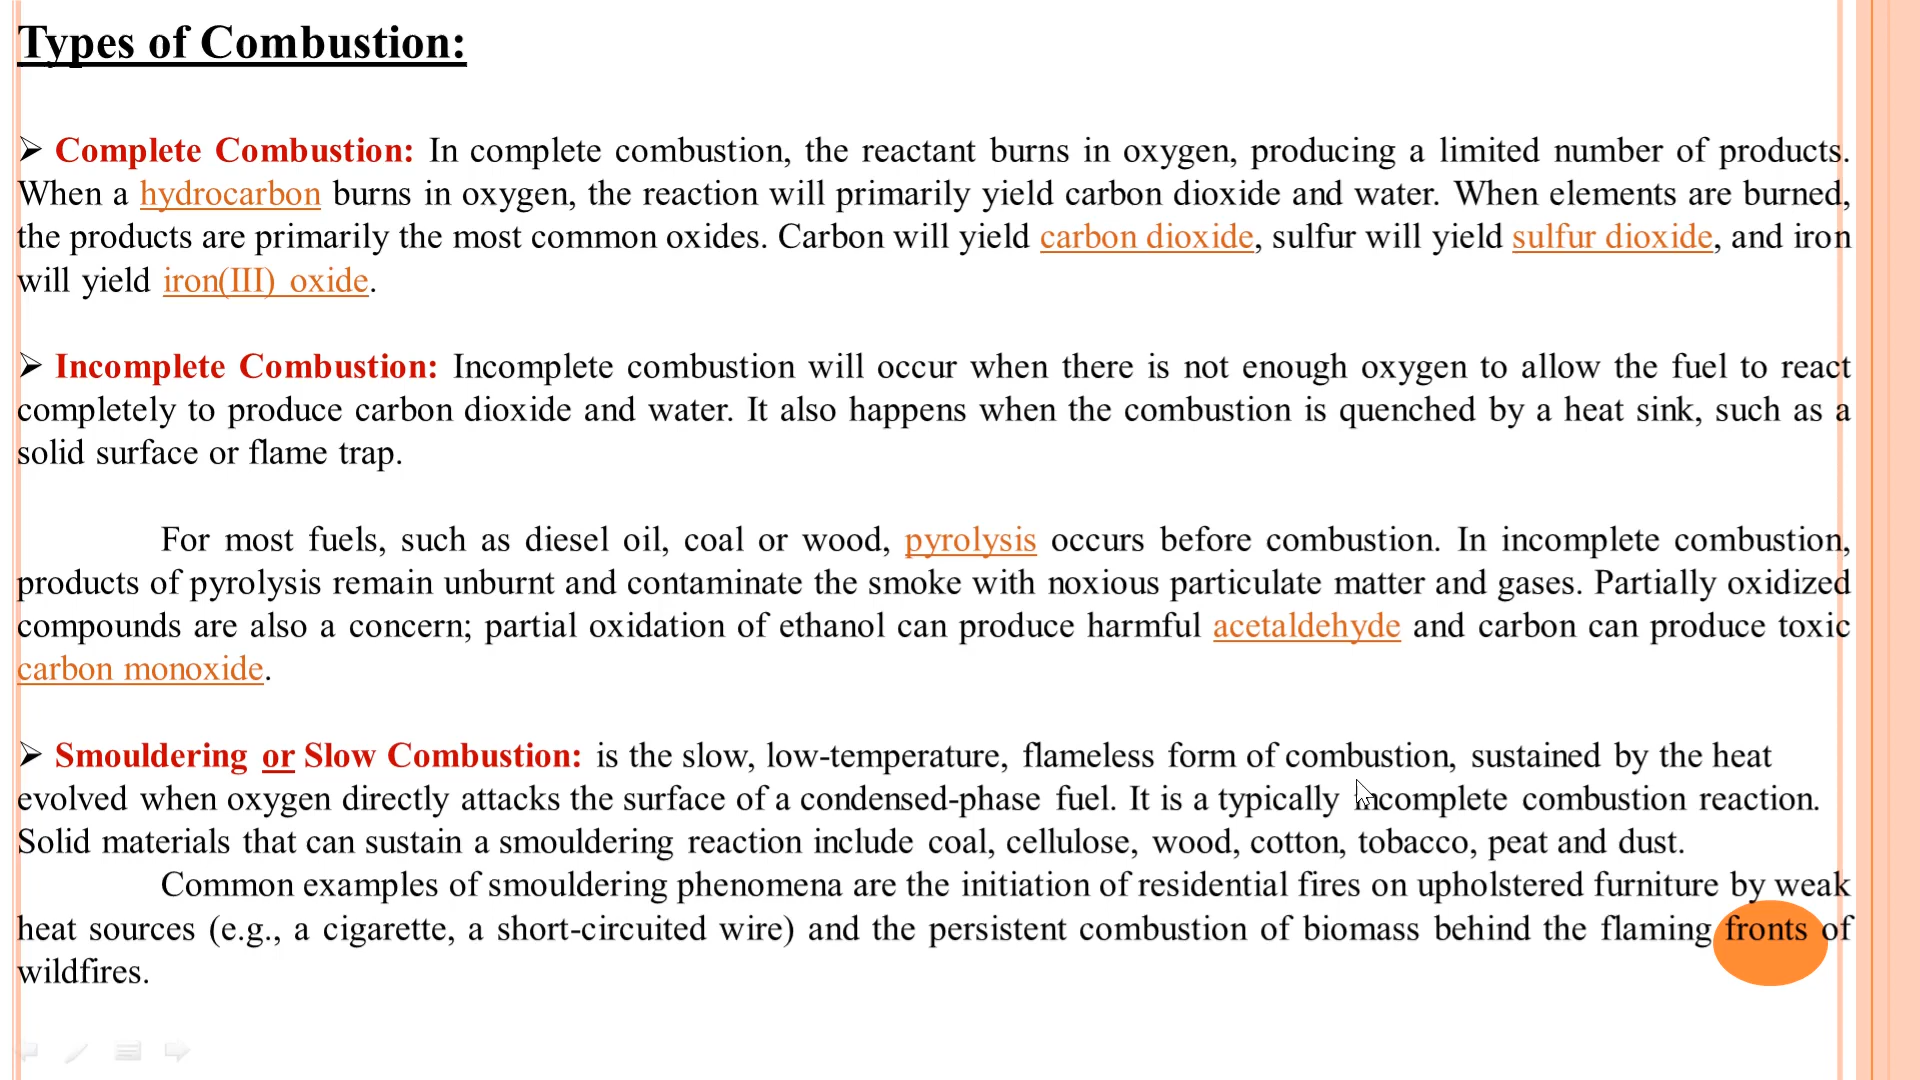 Types of Combustion:
➢ Complete Combustion: In complete combustion, the reactant burns in oxygen, producing a limited number of products.
When a hydrocarbon burns in oxygen, the reaction will primarily yield carbon dioxide and water. When elements are burned,
the products are primarily the most common oxides. Carbon will yield carbon dioxide, sulfur will yield sulfur dioxide, and iron
will yield iron(III) oxide.
➢ Incomplete Combustion: Incomplete combustion will occur when there is not enough oxygen to allow the fuel to react
completely to produce carbon dioxide and water. It also happens when the combustion is quenched by a heat sink, such as a
solid surface or flame trap.
For most fuels, such as diesel oil, coal or wood, pyrolysis occurs before combustion. In incomplete combustion,
products of pyrolysis remain unburnt and contaminate the smoke with noxious particulate matter and gases. Partially oxidized
compounds are also a concern; partial oxidation of ethanol can produce harmful acetaldehyde and carbon can produce toxic
carbon monoxide.
➢ Smouldering or Slow Combustion: is the slow, low-temperature, flameless form of combustion, sustained by the heat
evolved when oxygen directly attacks the surface of a condensed-phase fuel. It is a typically incomplete combustion reaction.
Solid materials that can sustain a smouldering reaction include coal, cellulose, wood, cotton, tobacco, peat and dust.
Common examples of smouldering phenomena are the initiation of residential fires on upholstered furniture by weak
heat sources (e.g., a cigarette, a short-circuited wire) and the persistent combustion of biomass behind the flaming fronts of
wildfires.